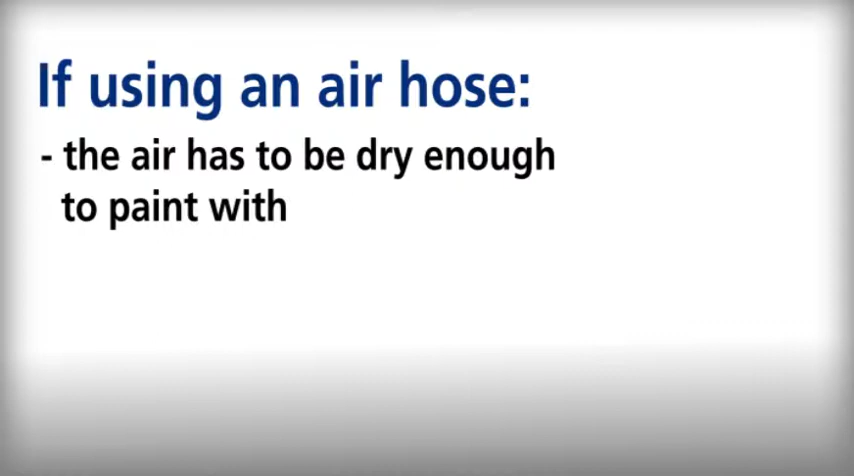 If using an air hose:
- the air has to be dry enough
to paint with